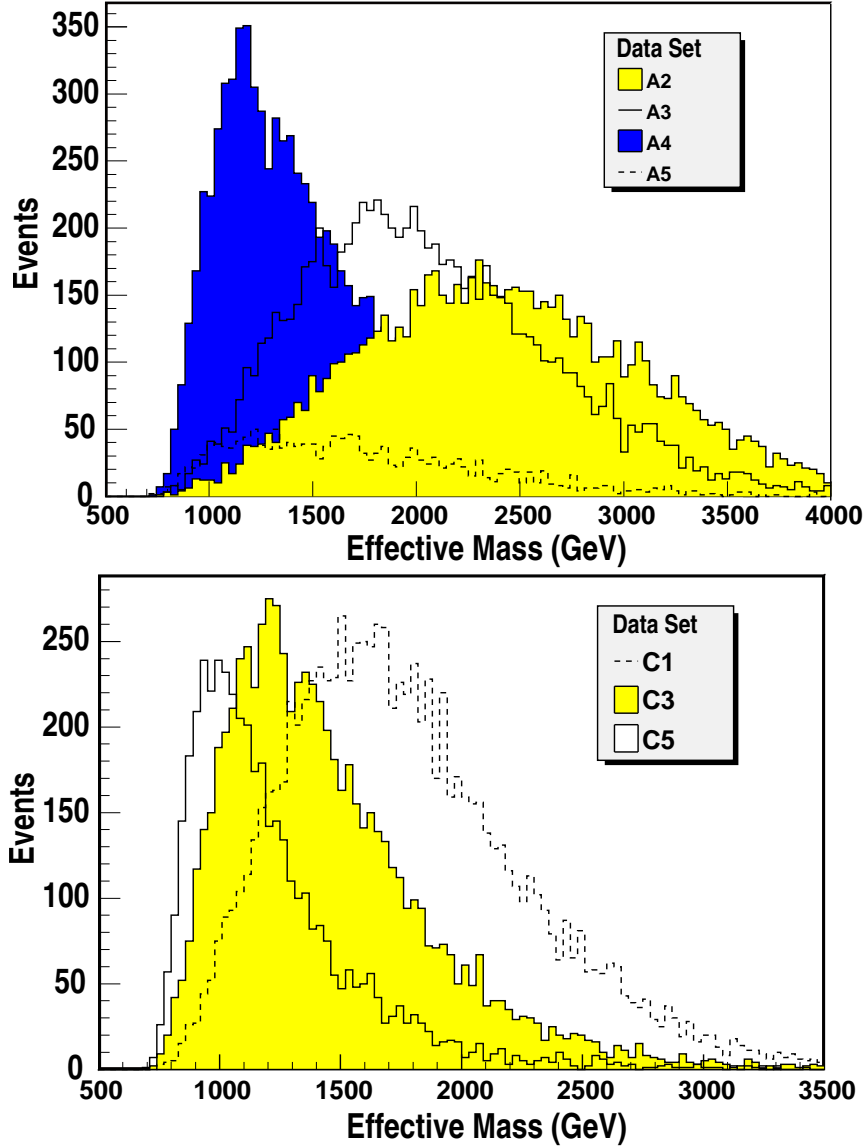 350
300
250
200
150
100
50
0
Events
Data Set
A2
A3
A4
A5
500 1000 1500 2000 2500 3000 3500 4000
Effective Mass (GeV)
250
200
150
100
50
0
Events
Data Set
C1
C3
C5
500 1000 1500 2000 2500 3000 3500
Effective Mass (GeV)